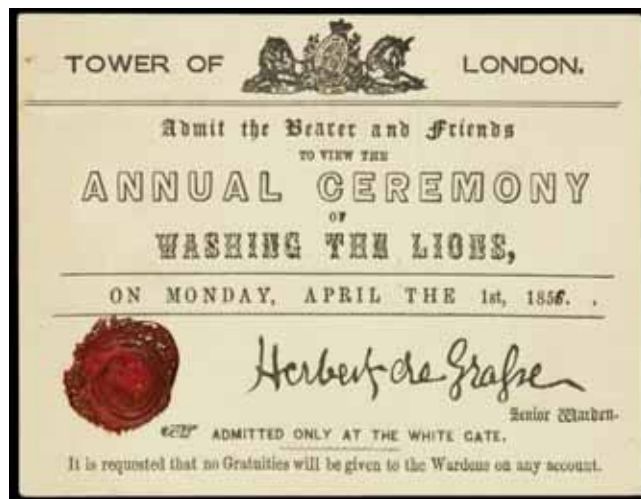 TOWER OF LONDON.
Admit the Bearer and Friends
TO VIEW THE
ANNUAL CEREMONY
OF
WASHING THE LIONS,
ON MONDAY, APRIL THE 1st, 1856.
Herbert de Grasse
Senior Warden.
ADMITTED ONLY AT THE WHITE GATE.
It is requested that no Gratuities will be given to the Wardens on any account.